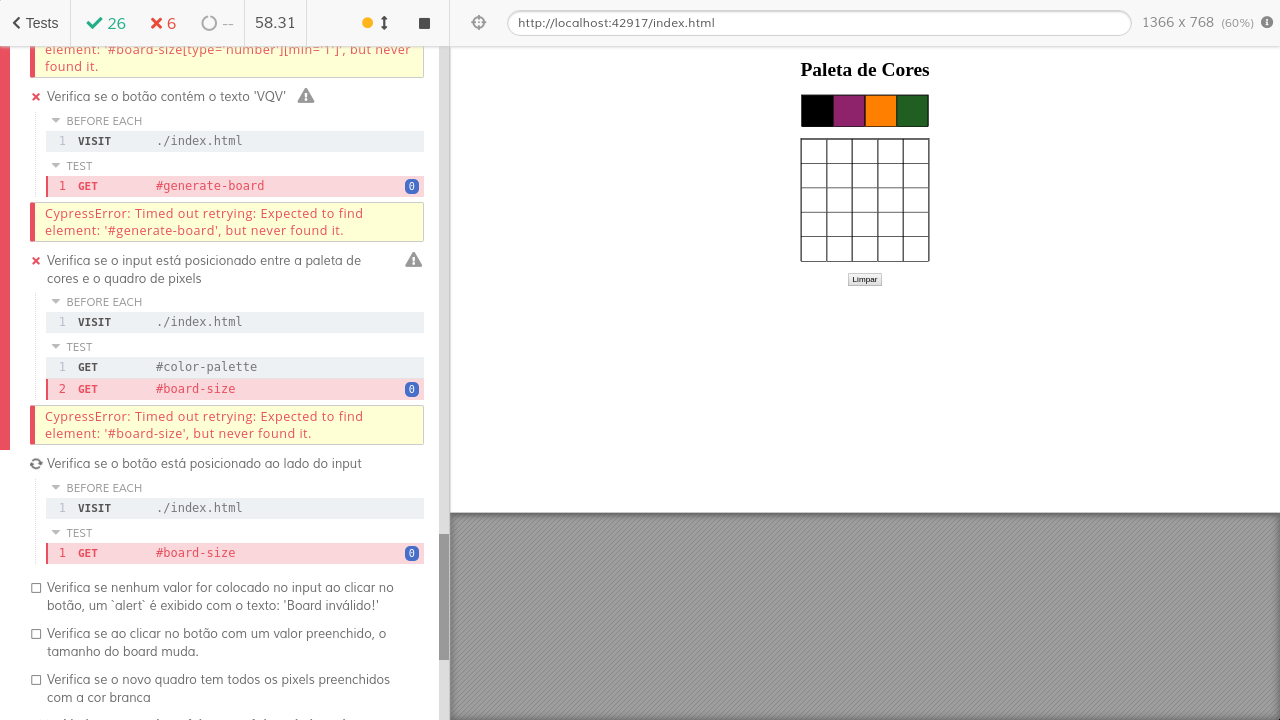 Tests 26 6 -- 58.31
http://localhost:42917/index.html
1366 x 768 (60%)
element: '#board-size[type='number'][min='1']', but never
found it.
Verifica se o botão contém o texto 'VQV'
BEFORE EACH
1 VISIT ./index.html
TEST
1 GET #generate-board 0
CypressError: Timed out retrying: Expected to find
element: '#generate-board', but never found it.
Verifica se o input está posicionado entre a paleta de
cores e o quadro de pixels
BEFORE EACH
1 VISIT ./index.html
TEST
1 GET #color-palette
2 GET #board-size 0
CypressError: Timed out retrying: Expected to find
element: '#board-size', but never found it.
Verifica se o botão está posicionado ao lado do input
BEFORE EACH
1 VISIT ./index.html
TEST
1 GET #board-size 0
Verifica se nenhum valor for colocado no input ao clicar no
botão, um `alert` é exibido com o texto: 'Board inválido!'
Verifica se ao clicar no botão com um valor preenchido, o
tamanho do board muda.
Verifica se o novo quadro tem todos os pixels preenchidos
com a cor branca
Paleta de Cores
Limpar